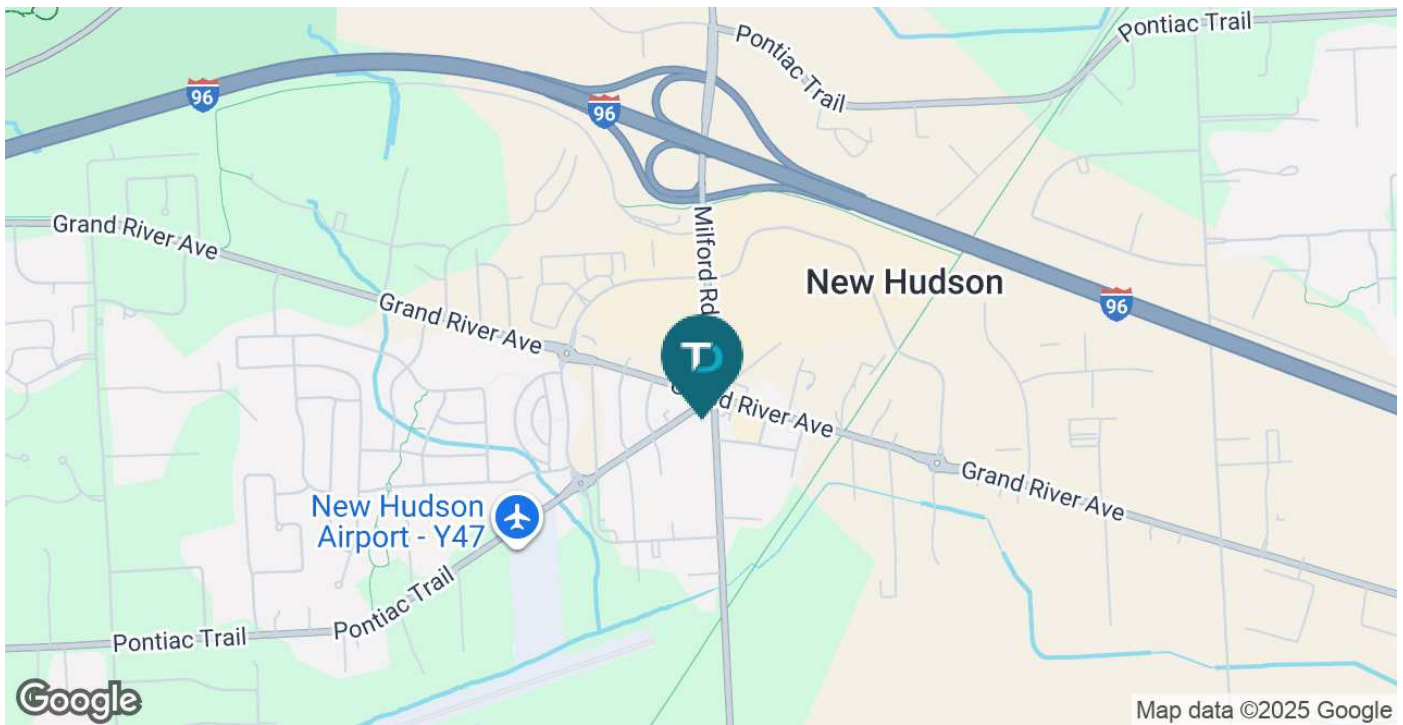 Pontiac Trail
Pontiac Trail
96
96
Grand River Ave
Milford Rd
New Hudson
96
Grand River Ave
TD
d River Ave
Grand River Ave
New Hudson
Airport - Y47
Pontiac Trail
Pontiac Trail
Google
Map data ©2025 Google